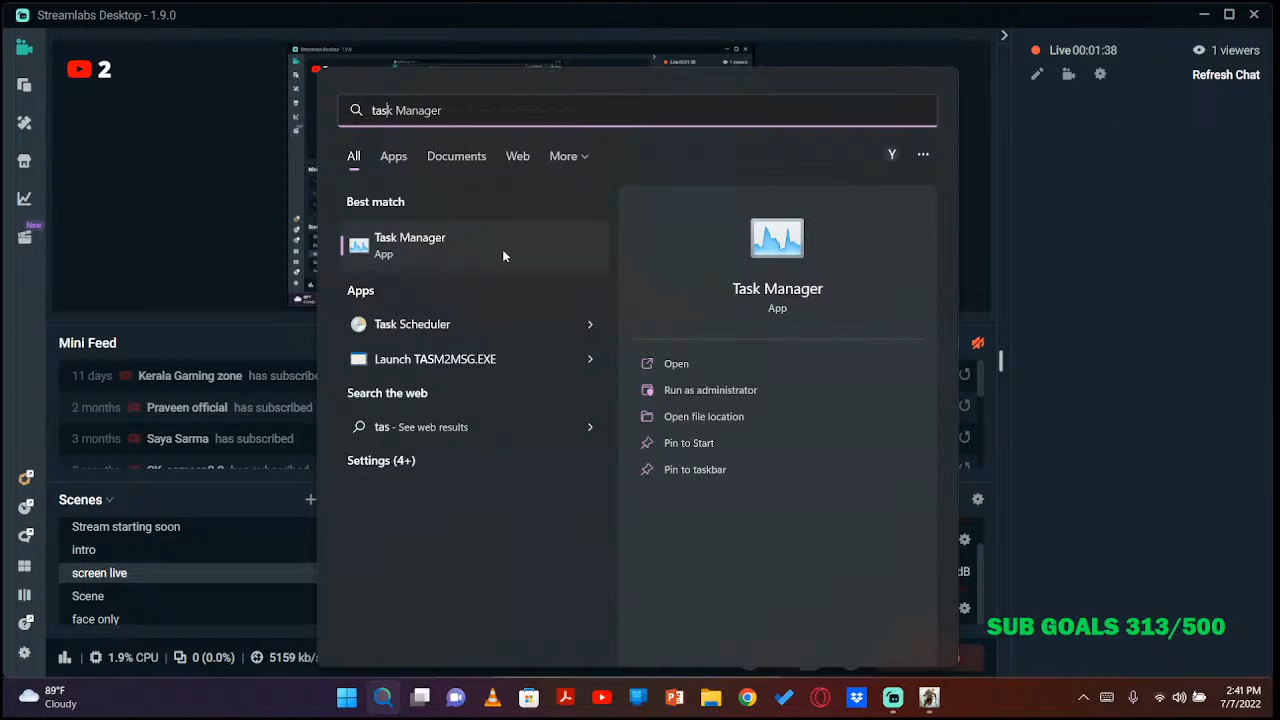 Streamlabs Desktop - 1.9.0
2
Live 00:01:38
1 viewers
Refresh Chat
task Manager
All Apps Documents Web More
Y
Best match
Task Manager
App
Apps
Task Scheduler
Launch TASM2MSG.EXE
Search the web
tas - See web results
Settings (4+)
Task Manager
App
Open
Run as administrator
Open file location
Pin to Start
Pin to taskbar
New
Mini Feed
11 days Kerala Gaming zone has subscribed
2 months Praveen official has subscribed
3 months Saya Sarma has subscribed
Scenes
Stream starting soon
intro
screen live
Scene
face only
dB
SUB GOALS 313/500
1.9% CPU 0 (0.0%) 5159 kb/s
89°F
Cloudy
2:41 PM
7/7/2022